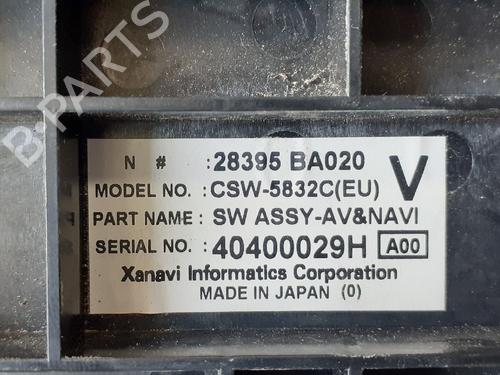 B-PARTS
N # : 28395 BA020
V
MODEL NO. : CSW-5832C(EU)
PART NAME : SW ASSY-AV&NAVI
SERIAL NO. : 40400029H A00
Xanavi Informatics Corporation
MADE IN JAPAN (0)